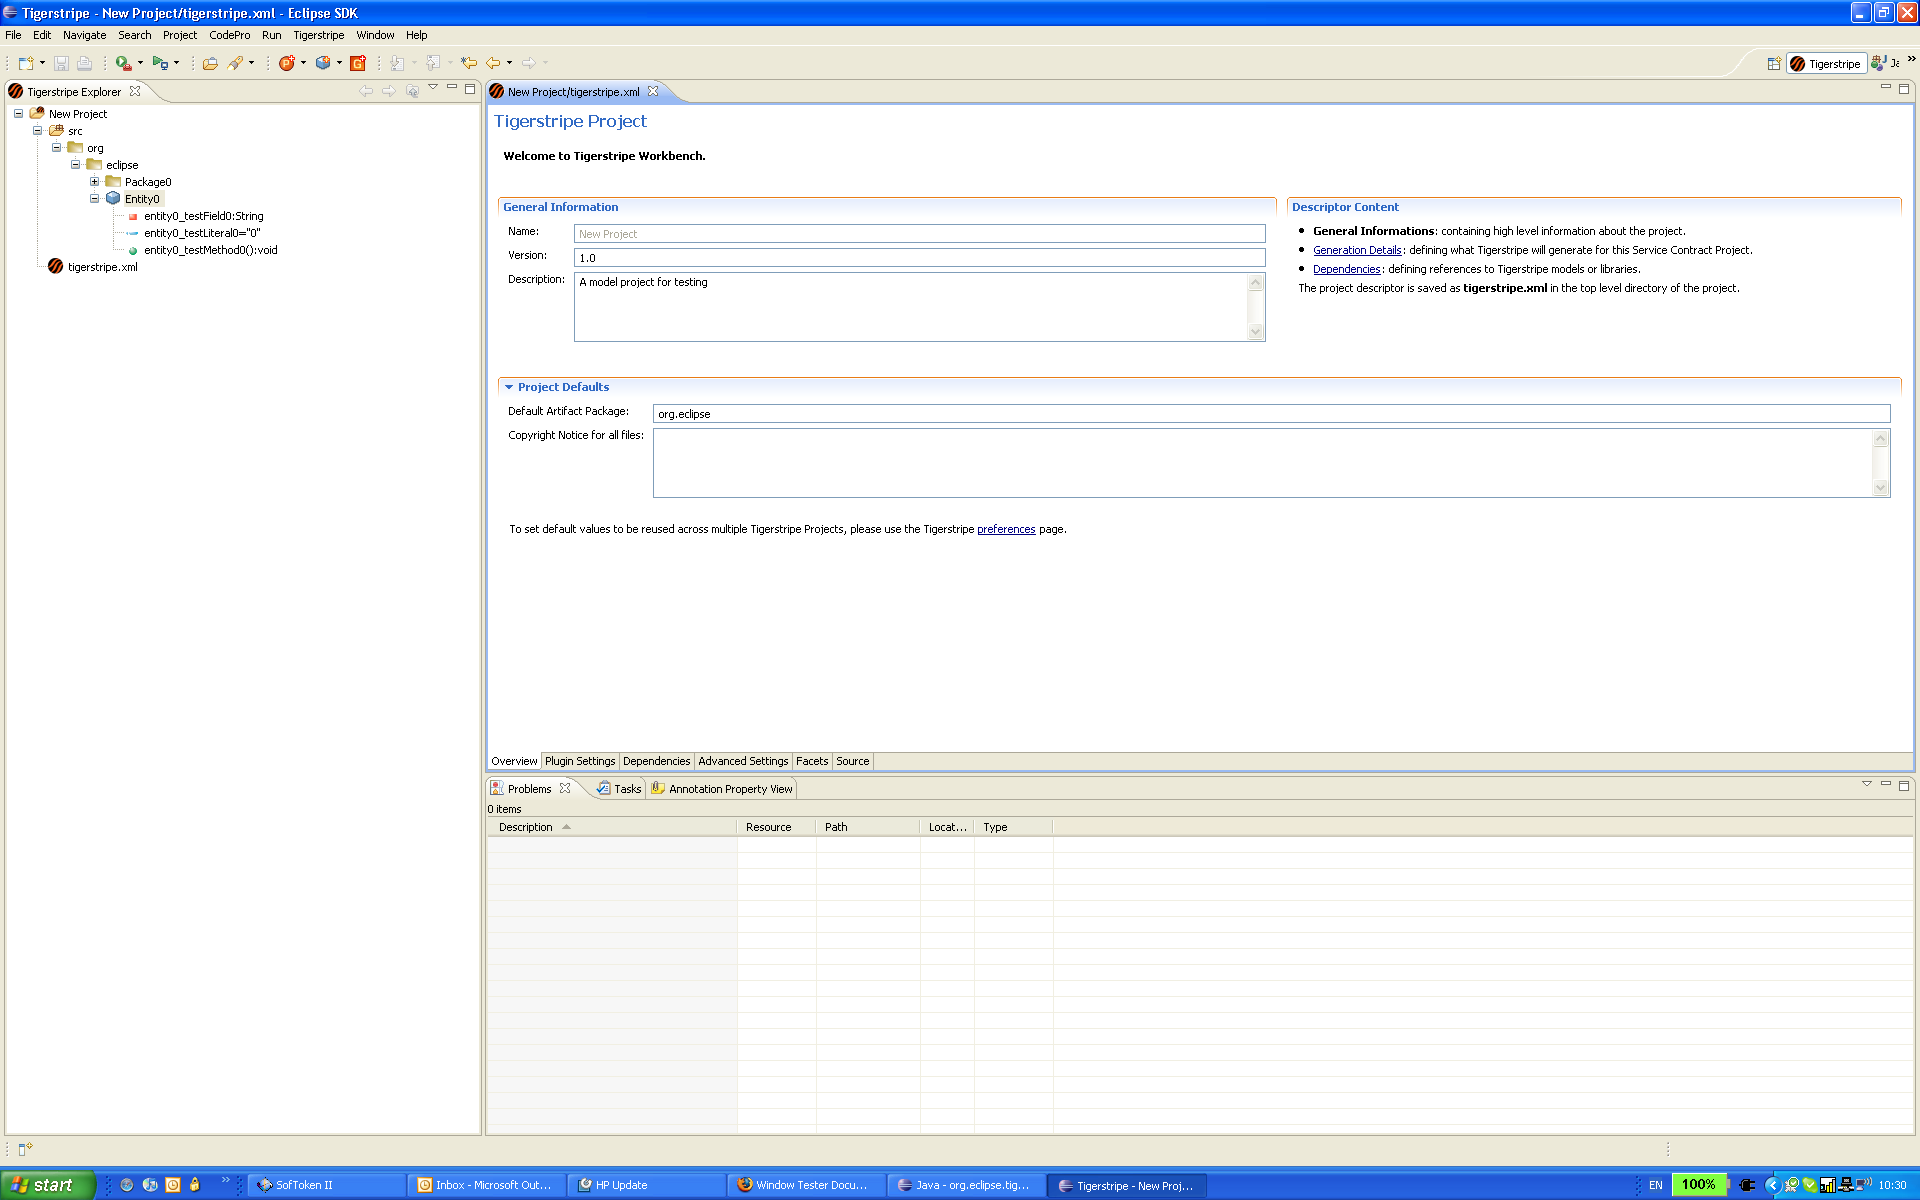 Tigerstripe - New Project/tigerstripe.xml - Eclipse SDK
File Edit Navigate Search Project CodePro Run Tigerstripe Window Help
Tigerstripe Ja
Tigerstripe Explorer
New Project
src
org
eclipse
Package0
Entity0
entity0_testField0:String
entity0_testLiteral0="0"
entity0_testMethod0():void
tigerstripe.xml
New Project/tigerstripe.xml
Tigerstripe Project
Welcome to Tigerstripe Workbench.
General Information
Name: New Project
Version: 1.0
Description: A model project for testing
Descriptor Content
General Informations: containing high level information about the project.
Generation Details: defining what Tigerstripe will generate for this Service Contract Project.
Dependencies: defining references to Tigerstripe models or libraries.
The project descriptor is saved as tigerstripe.xml in the top level directory of the project.
Project Defaults
Default Artifact Package: org.eclipse
Copyright Notice for all files:
To set default values to be reused across multiple Tigerstripe Projects, please use the Tigerstripe preferences page.
Overview Plugin Settings Dependencies Advanced Settings Facets Source
Problems Tasks Annotation Property View
0 items
Description Resource Path Locat... Type
start SofToken II Inbox - Microsoft Out... HP Update Window Tester Docu... Java - org.eclipse.tig... Tigerstripe - New Proj... EN 100% 10:30